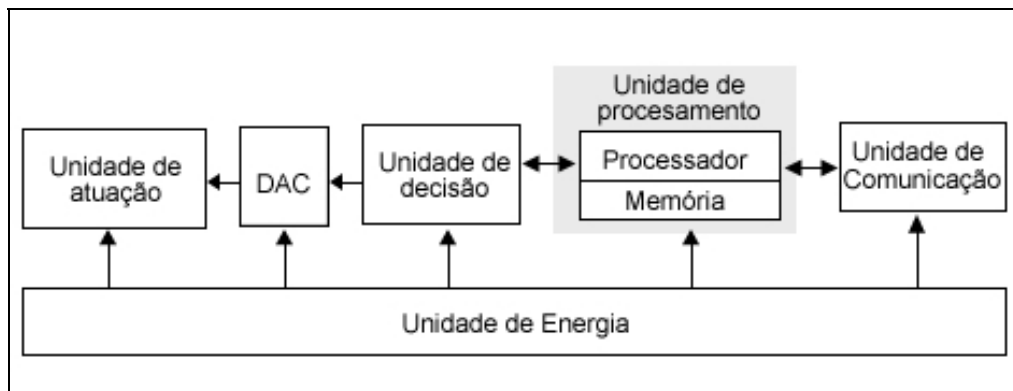 Unidade de
procesamento
Unidade de
atuação
DAC
Unidade de
decisão
Processador
Memória
Unidade de
Comunicação
Unidade de Energia